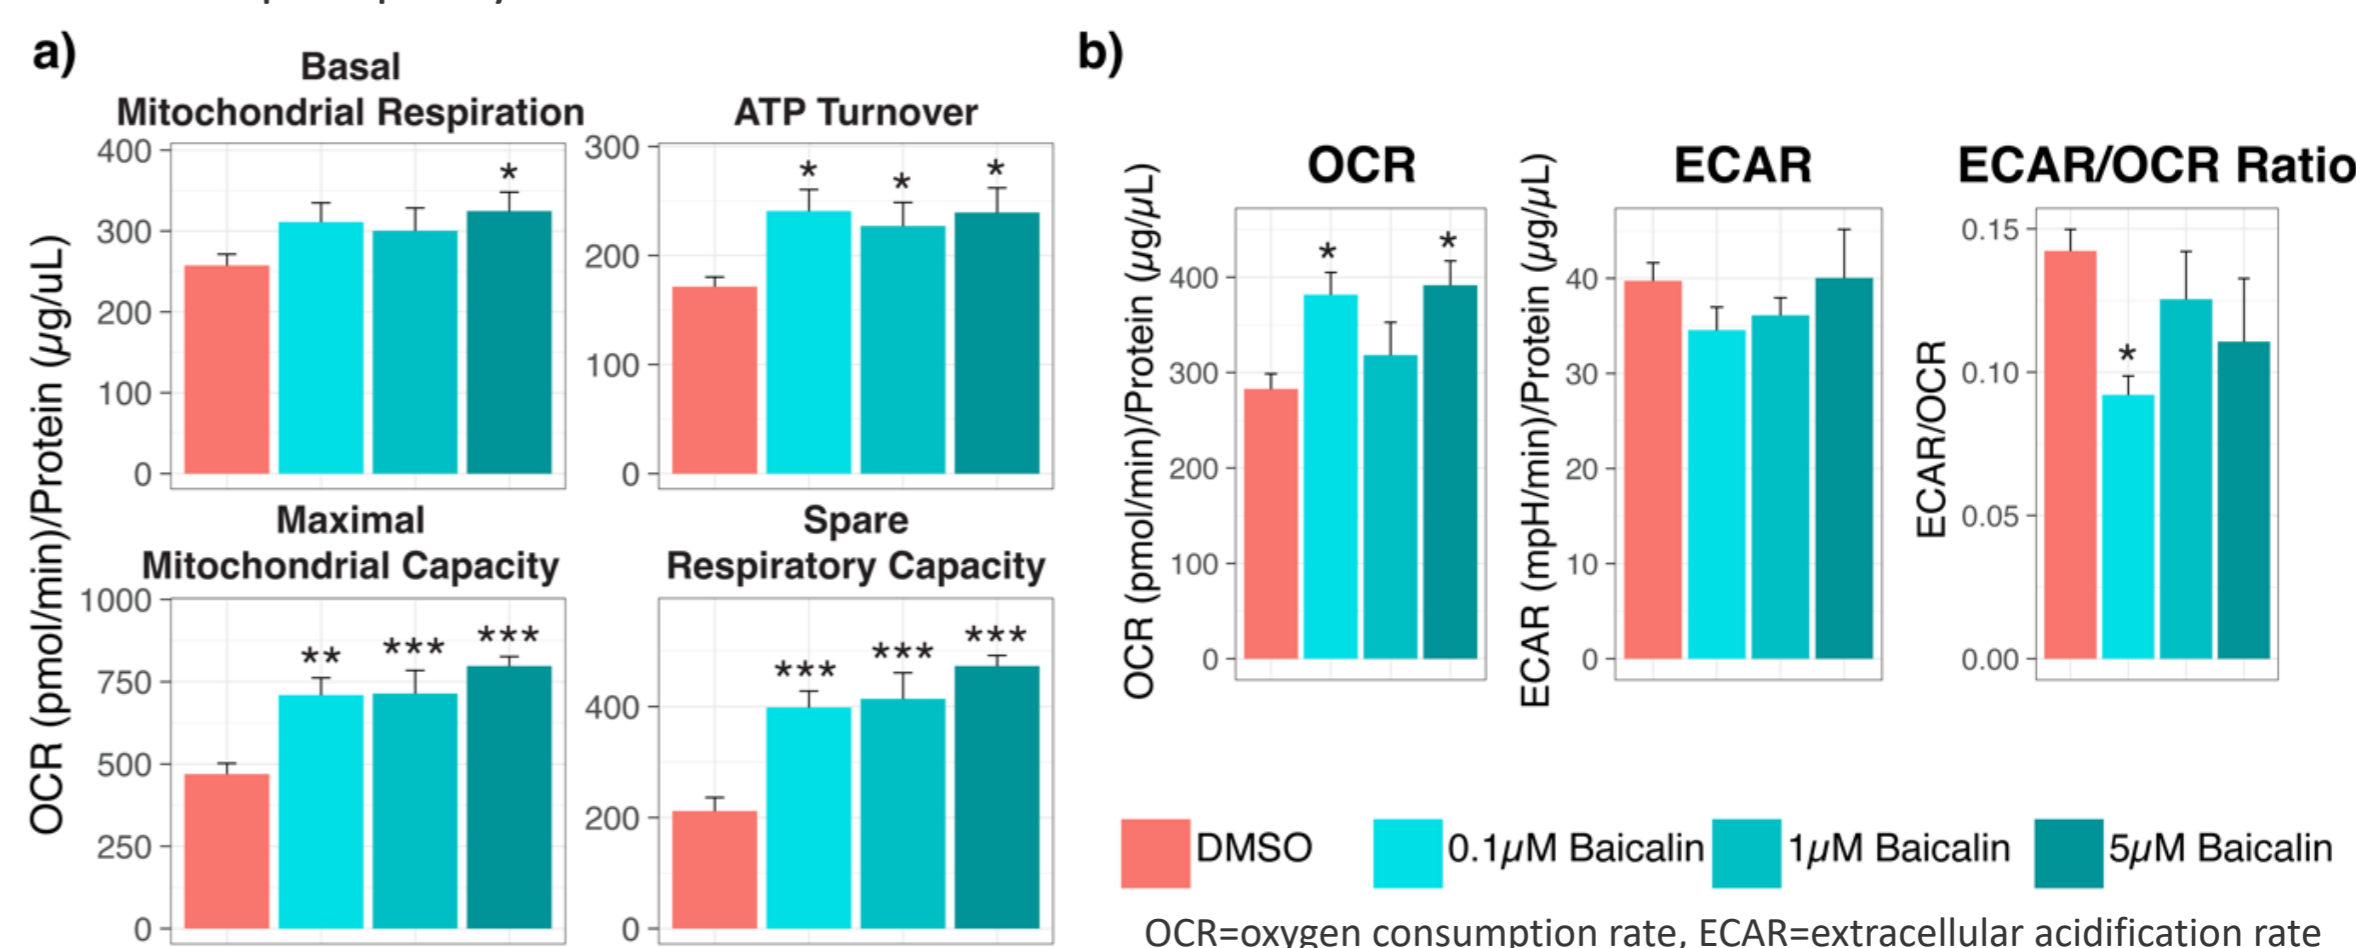 a)
Basal
Mitochondrial Respiration
400
300
200
100
0
*
ATP Turnover
300
200
100
0
*
*
*
Maximal
Mitochondrial Capacity
1000
750
500
250
0
**
***
***
Spare
Respiratory Capacity
400
200
0
***
***
***
OCR (pmol/min)/Protein (µg/uL)
b)
OCR
OCR (pmol/min)/Protein (µg/µL)
400
300
200
100
0
*
*
ECAR
ECAR (mpH/min)/Protein (µg/µL)
40
30
20
10
0
ECAR/OCR Ratio
ECAR/OCR
0.15
0.10
0.05
0.00
*
DMSO
0.1µM Baicalin
1µM Baicalin
5µM Baicalin
OCR=oxygen consumption rate, ECAR=extracellular acidification rate